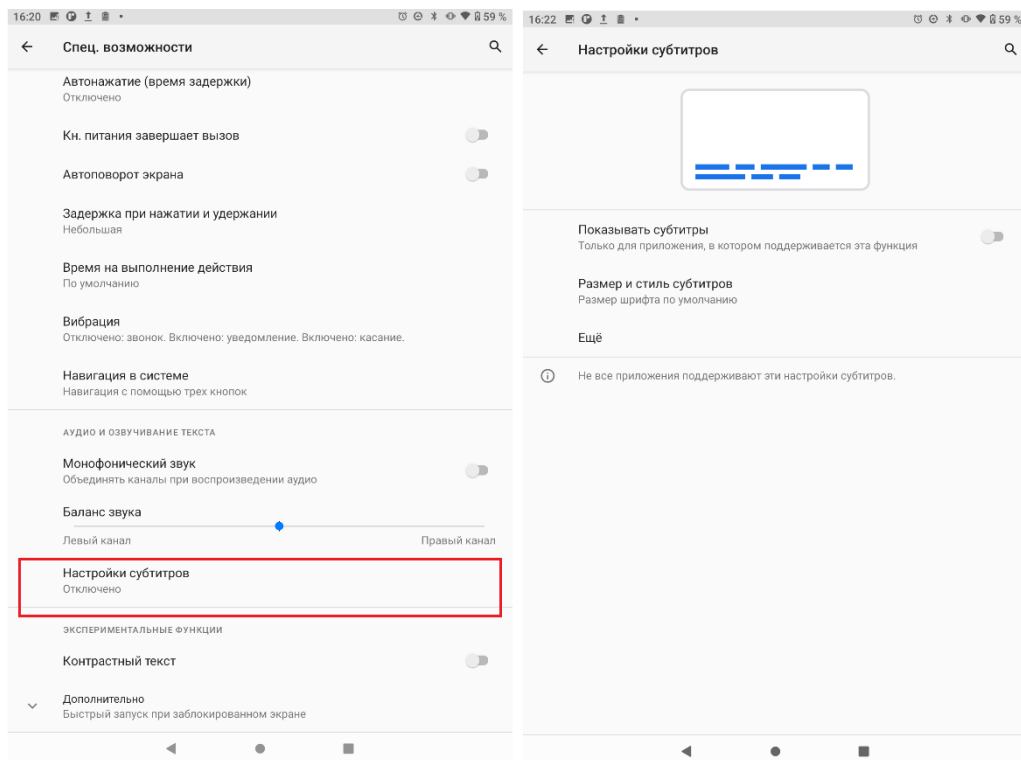 16:20
59 %
Спец. возможности
Автонажатие (время задержки)
Отключено
Кн. питания завершает вызов
Автоповорот экрана
Задержка при нажатии и удержании
Небольшая
Время на выполнение действия
По умолчанию
Вибрация
Отключено: звонок. Включено: уведомление. Включено: касание.
Навигация в системе
Навигация с помощью трех кнопок
АУДИО И ОЗВУЧИВАНИЕ ТЕКСТА
Монофонический звук
Объединять каналы при воспроизведении аудио
Баланс звука
Левый канал
Правый канал
Настройки субтитров
Отключено
ЭКСПЕРИМЕНТАЛЬНЫЕ ФУНКЦИИ
Контрастный текст
Дополнительно
Быстрый запуск при заблокированном экране
16:22
59 %
Настройки субтитров
Показывать субтитры
Только для приложения, в котором поддерживается эта функция
Размер и стиль субтитров
Размер шрифта по умолчанию
Ещё
Не все приложения поддерживают эти настройки субтитров.